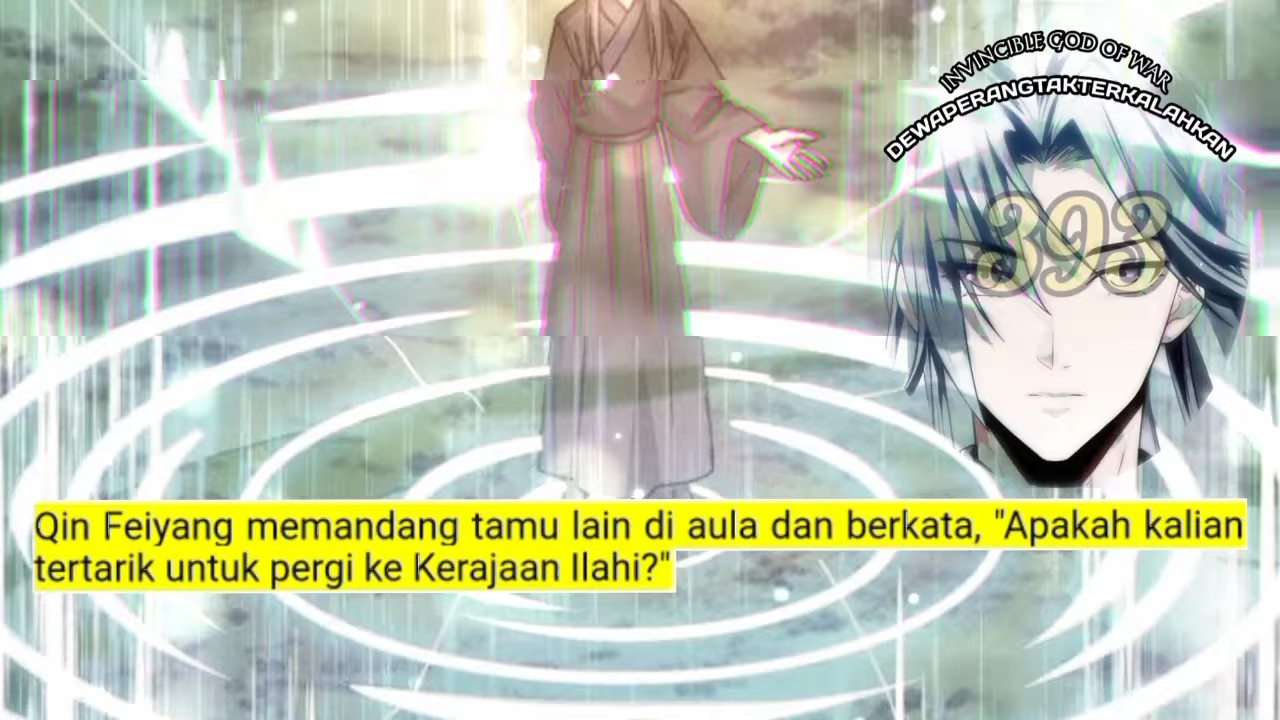 INVINCIBLE GOD OF WAR
DEWAPERANGTAKTERKALAHKAN
393
Qin Feiyang memandang tamu lain di aula dan berkata, "Apakah kalian
tertarik untuk pergi ke Kerajaan Ilahi?"